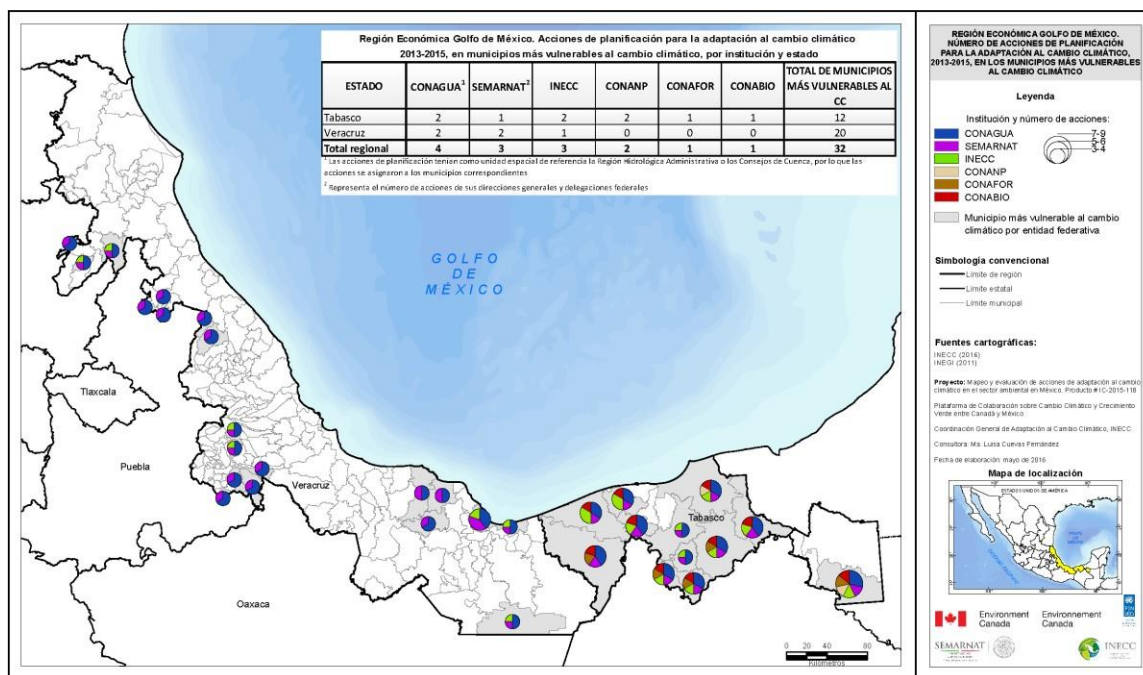 Región Económica Golfo de México. Acciones de planificación para la adaptación al cambio climático
2013-2015, en municipios más vulnerables al cambio climático, por institución y estado
ESTADO CONAGUA¹ SEMARNAT² INECC CONANP CONAFOR CONABIO TOTAL DE MUNICIPIOS MÁS VULNERABLES AL CC
Tabasco 2 1 2 2 1 1 12
Veracruz 2 2 1 0 0 0 20
Total regional 4 3 3 2 1 1 32
¹ Las acciones de planificación tenían como unidad espacial de referencia la Región Hidrológica Administrativa o los Consejos de Cuenca, por lo que las
acciones se asignaron a los municipios correspondientes
² Representa el número de acciones de sus direcciones generales y delegaciones federales
GOLFO
DE
MÉXICO
Tlaxcala
Puebla
Veracruz
Tabasco
Oaxaca
0 20 40 80
Kilómetros
REGIÓN ECONÓMICA GOLFO DE MÉXICO.
NÚMERO DE ACCIONES DE PLANIFICACIÓN
PARA LA ADAPTACIÓN AL CAMBIO CLIMÁTICO,
2013-2015, EN LOS MUNICIPIOS MÁS VULNERABLES
AL CAMBIO CLIMÁTICO
Leyenda
Institución y número de acciones:
CONAGUA 7-9
SEMARNAT 5-6
INECC 3-4
CONANP
CONAFOR
CONABIO
Municipio más vulnerable al cambio
climático por entidad federativa
Simbología convencional
Límite de región
Límite estatal
Límite municipal
Fuentes cartográficas:
INECC (2016)
INEGI (2011)
Proyecto: Mapeo y evaluación de acciones de adaptación al cambio
climático en el sector ambiental en México. Producto # IC-2015-118
Plataforma de Colaboración sobre Cambio Climático y Crecimiento
Verde entre Canadá y México
Coordinación General de Adaptación al Cambio Climático, INECC
Consultora: Ms. Luisa Cuevas Fernández
Fecha de elaboración: mayo de 2016
Mapa de localización
ESTADOS UNIDOS DE AMÉRICA
Environment Canada
Environnement Canada
SEMARNAT
INECC